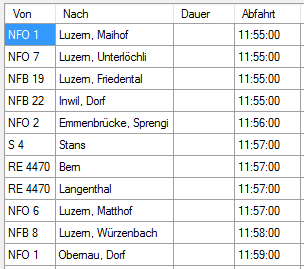 Von Nach Dauer Abfahrt
NFO 1 Luzern, Maihof 11:55:00
NFO 7 Luzern, Unterlöchli 11:55:00
NFB 19 Luzern, Friedental 11:55:00
NFB 22 Inwil, Dorf 11:55:00
NFO 2 Emmenbrücke, Sprengi 11:56:00
S 4 Stans 11:57:00
RE 4470 Bern 11:57:00
RE 4470 Langenthal 11:57:00
NFO 6 Luzern, Matthof 11:57:00
NFB 8 Luzern, Würzenbach 11:58:00
NFO 1 Obernau, Dorf 11:59:00